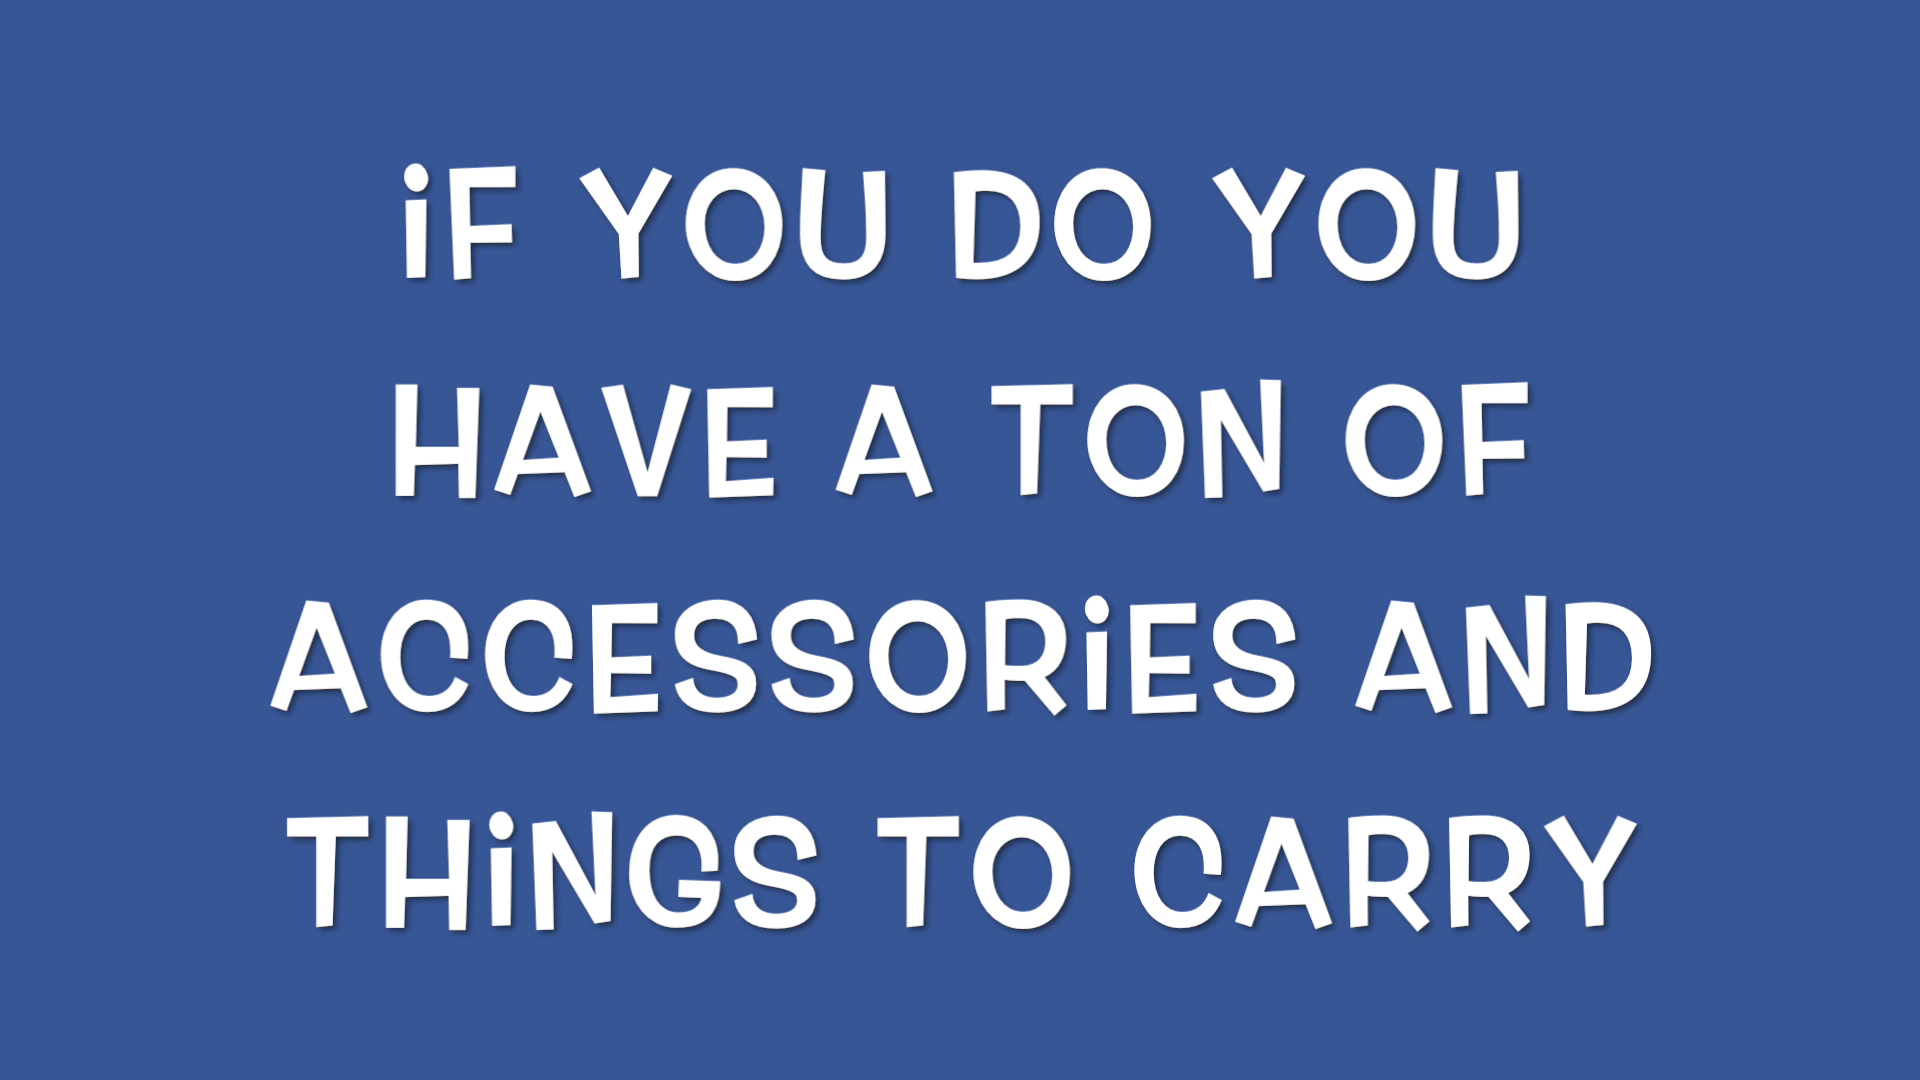 iF YOU DO YOU
HAVE A TON OF
ACCESSORiES AND
THiNGS TO CARRY